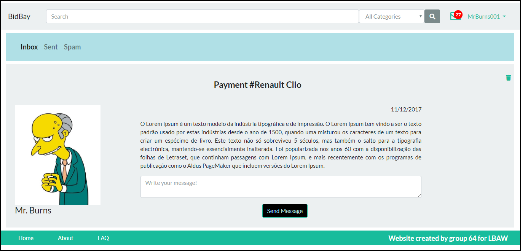 BidBay
Search
All Categories
MrBurns001
Inbox Sent Spam
Payment #Renault Clio
11/12/2017
O Lorem Ipsum é um texto modelo da indústria tipográfica e de impressão. O Lorem Ipsum tem vindo a ser o texto
padrão usado por estas indústrias desde o ano de 1500, quando uma misturou os caracteres de um texto para
criar um espécime de livro. Este texto não só sobreviveu 5 séculos, mas também o salto para a tipografia
electrónica, mantendo-se essencialmente inalterada. Foi popularizada nos anos 60 com a disponibilização das
folhas de Letraset, que continham passagens com Lorem Ipsum, e mais recentemente com os programas de
publicação como o Aldus PageMaker que incluem versões do Lorem Ipsum.
Write your message!
Mr. Burns
Send Message
Home About FAQ
Website created by group 64 for LBAW